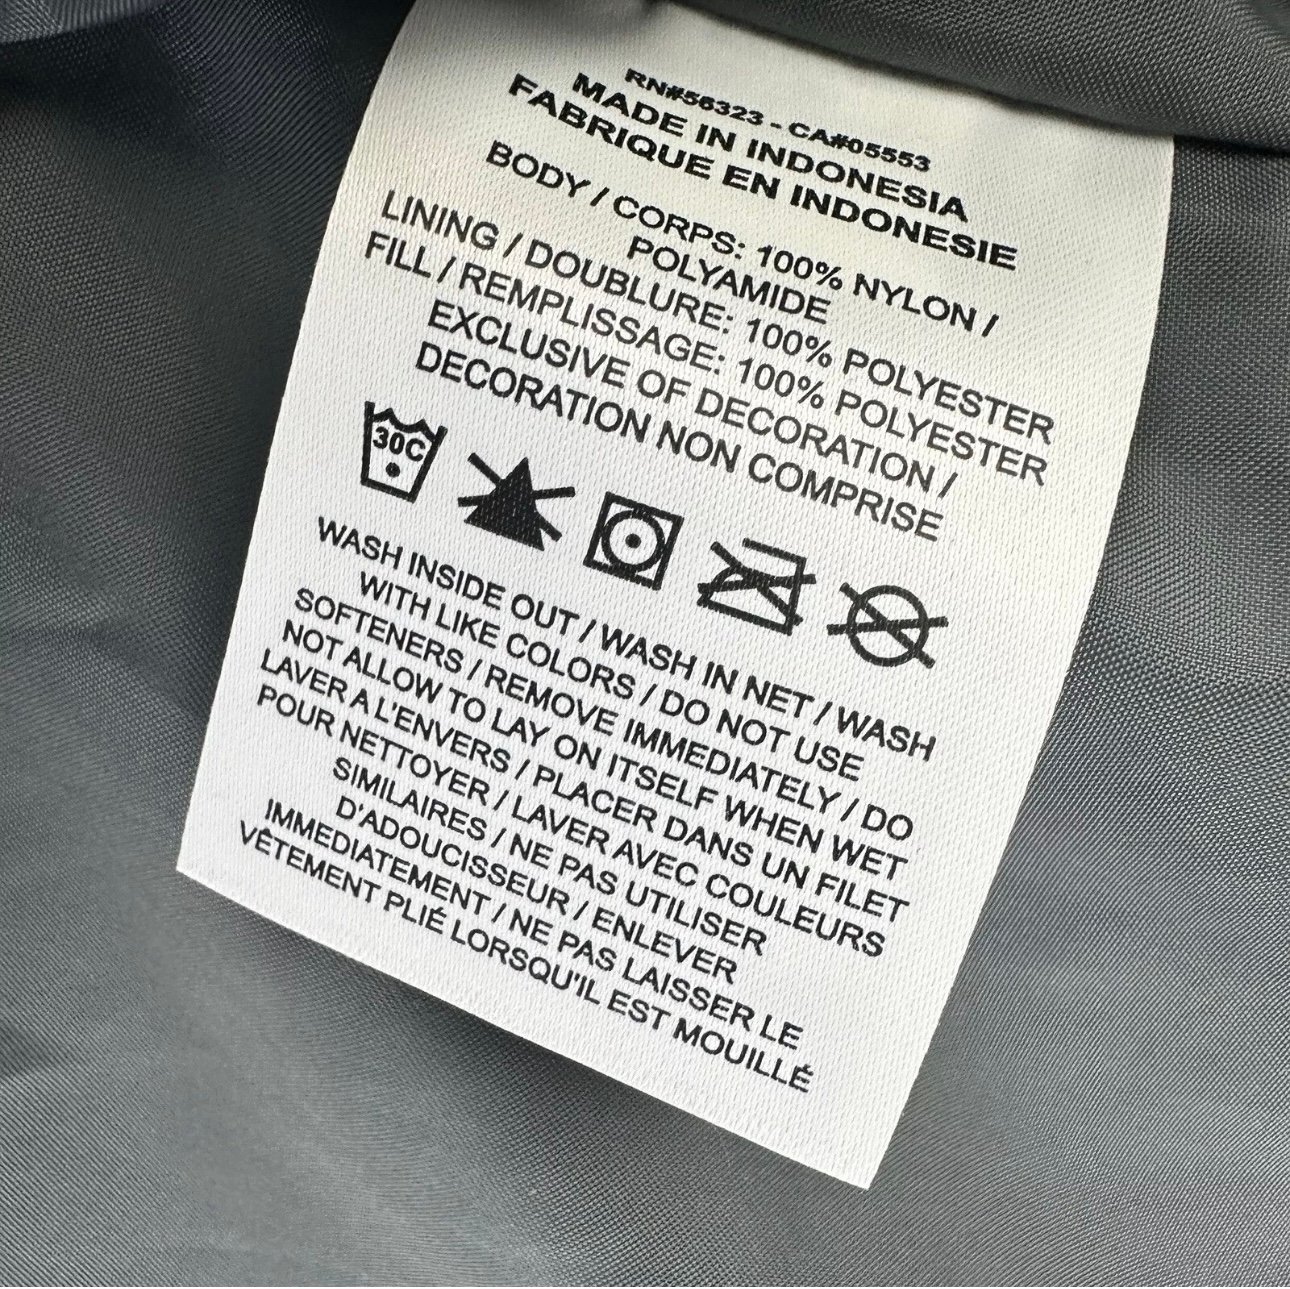 RN#56323 - CA#05553
MADE IN INDONESIA
FABRIQUE EN INDONESIE
BODY / CORPS: 100% NYLON /
POLYAMIDE
LINING / DOUBLURE: 100% POLYESTER
FILL / REMPLISSAGE: 100% POLYESTER
EXCLUSIVE OF DECORATION /
DECORATION NON COMPRISE
30C
WASH INSIDE OUT / WASH IN NET / WASH
WITH LIKE COLORS / DO NOT USE
SOFTENERS / REMOVE IMMEDIATELY / DO
NOT ALLOW TO LAY ON ITSELF WHEN WET
LAVER A L'ENVERS / PLACER DANS UN FILET
POUR NETTOYER / LAVER AVEC COULEURS
SIMILAIRES / NE PAS UTILISER
D'ADOUCISSEUR / ENLEVER
IMMEDIATEMENT / NE PAS LAISSER LE
VÊTEMENT PLIÉ LORSQU'IL EST MOUILLÉ